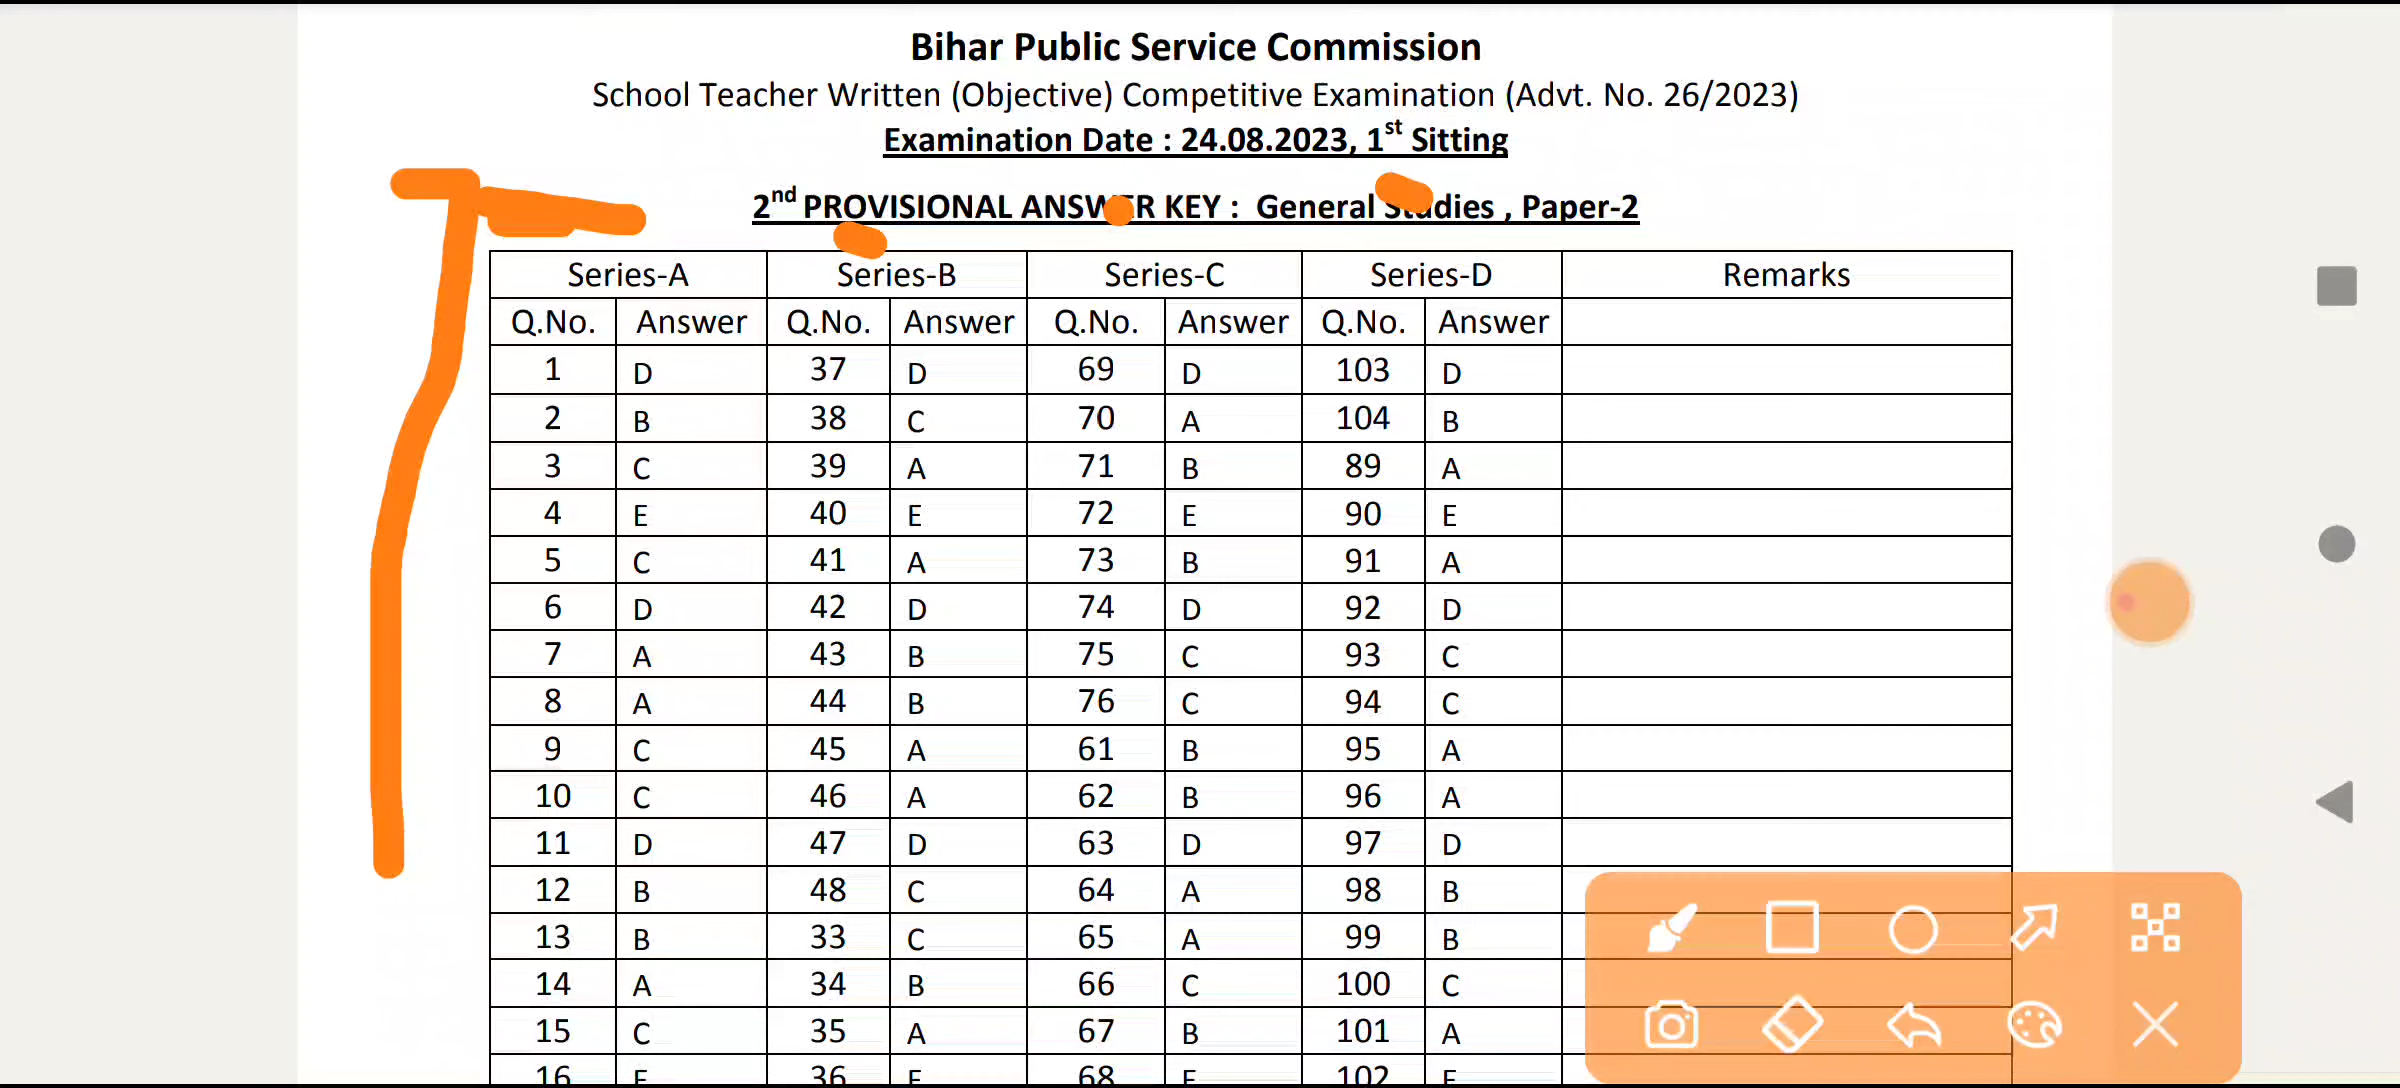 Bihar Public Service Commission
School Teacher Written (Objective) Competitive Examination (Advt. No. 26/2023)
Examination Date : 24.08.2023, 1st Sitting
2nd PROVISIONAL ANSWER KEY : General Studies , Paper-2
Series-A Series-B Series-C Series-D Remarks
Q.No. Answer Q.No. Answer Q.No. Answer Q.No. Answer
1 D 37 D 69 D 103 D
2 B 38 C 70 A 104 B
3 C 39 A 71 B 89 A
4 E 40 E 72 E 90 E
5 C 41 A 73 B 91 A
6 D 42 D 74 D 92 D
7 A 43 B 75 C 93 C
8 A 44 B 76 C 94 C
9 C 45 A 61 B 95 A
10 C 46 A 62 B 96 A
11 D 47 D 63 D 97 D
12 B 48 C 64 A 98 B
13 B 33 C 65 A 99 B
14 A 34 B 66 C 100 C
15 C 35 A 67 B 101 A
16 E 36 E 68 E 102 E